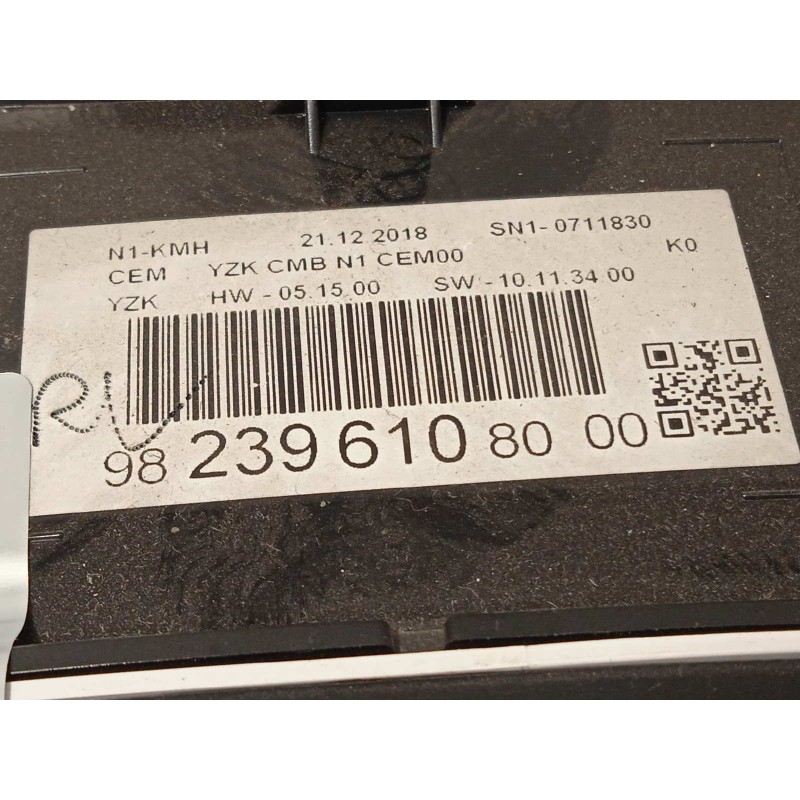 N1-KMH 21.12.2018 SN1-0711830
CEM YZK CMB N1 CEM00 K0
YZK HW-05.15.00 SW-10.11.34.00
98 239 610 80 00